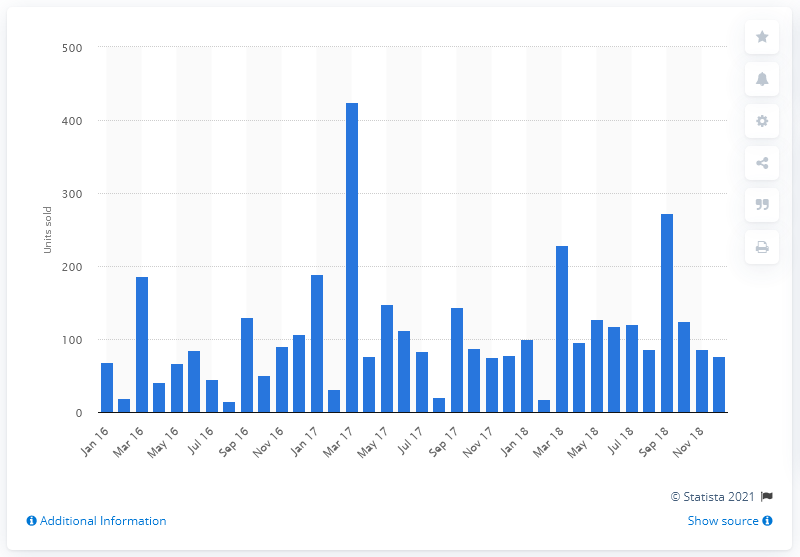 500
400
300
200
100
0
Units sold
Jan 16
Mar 16
May 16
Jul 16
Sep 16
Nov 16
Jan 17
Mar 17
May 17
Jul 17
Sep 17
Nov 17
Jan 18
Mar 18
May 18
Jul 18
Sep 18
Nov 18
© Statista 2021
Additional Information
Show source